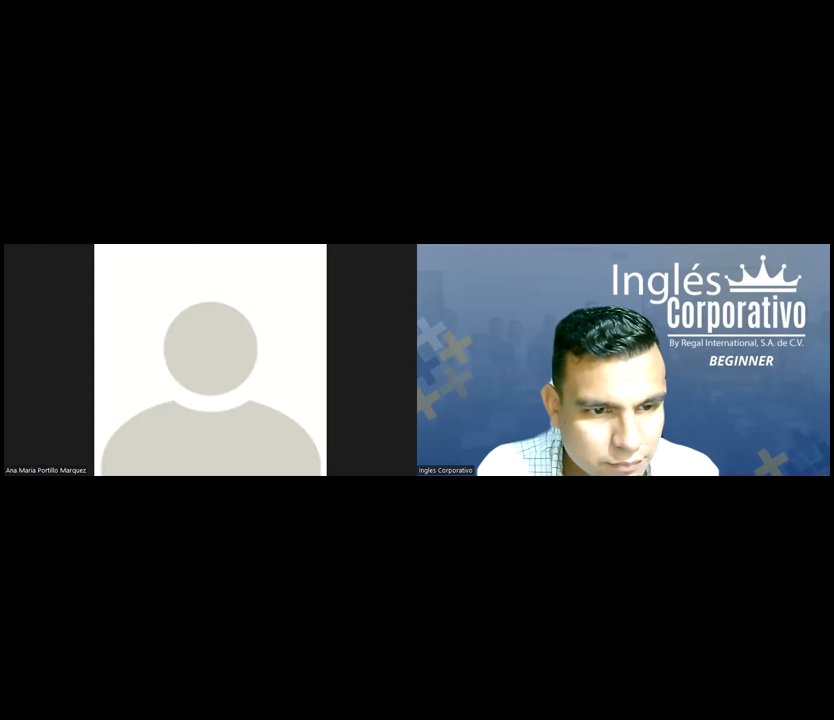 Inglés
Corporativo
By Regal International, S.A. de C.V.
BEGINNER
Ana Maria Portillo Marquez
Ingles Corporativo